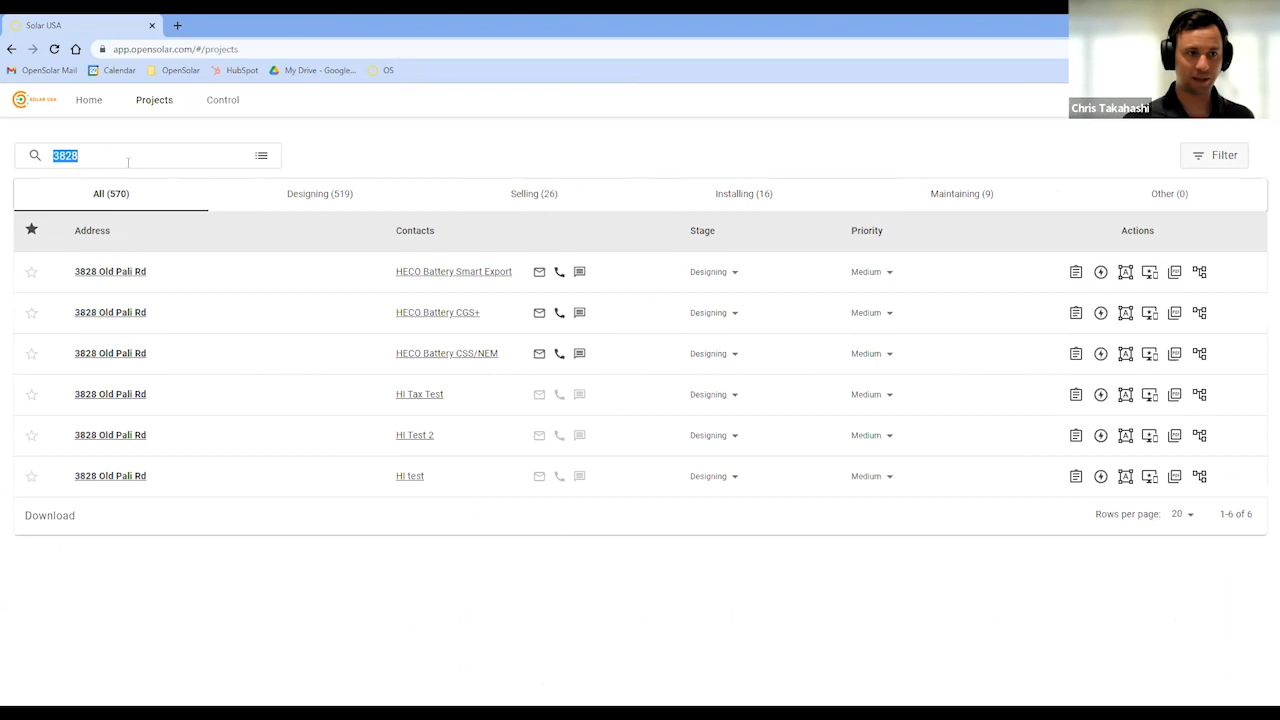 Solar USA
app.opensolar.com/#/projects
OpenSolar Mail Calendar OpenSolar HubSpot My Drive - Google... OS
SOLAR USA Home Projects Control
Chris Takahashi
3828
Filter
All (570) Designing (519) Selling (26) Installing (16) Maintaining (9) Other (0)
Address Contacts Stage Priority Actions
3828 Old Pali Rd HECO Battery Smart Export Designing Medium
3828 Old Pali Rd HECO Battery CGS+ Designing Medium
3828 Old Pali Rd HECO Battery CSS/NEM Designing Medium
3828 Old Pali Rd HI Tax Test Designing Medium
3828 Old Pali Rd HI Test 2 Designing Medium
3828 Old Pali Rd HI test Designing Medium
Download Rows per page: 20 1-6 of 6